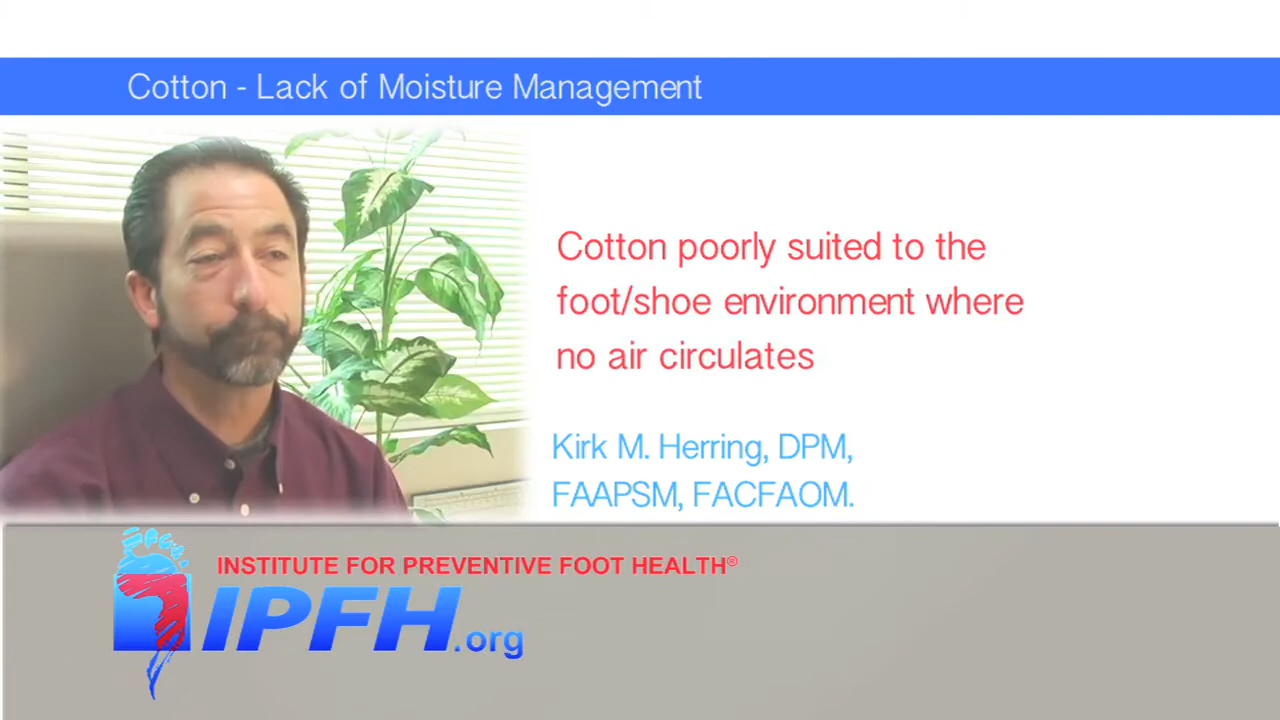 Cotton - Lack of Moisture Management
Cotton poorly suited to the
foot/shoe environment where
no air circulates
Kirk M. Herring, DPM,
FAAPSM, FACFAOM.
INSTITUTE FOR PREVENTIVE FOOT HEALTH®
IPFH.org